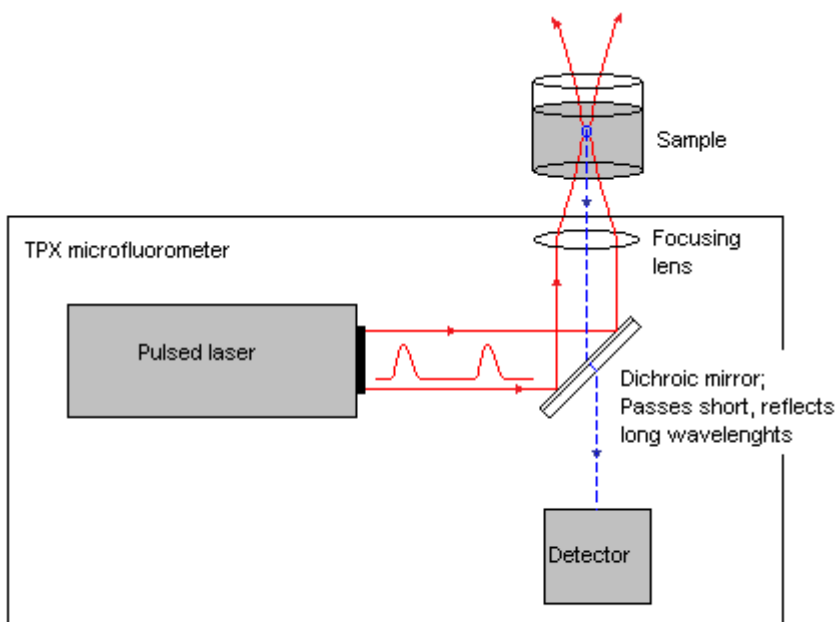 Sample
TPX microfluorometer
Focusing
lens
Pulsed laser
Dichroic mirror;
Passes short, reflects
long wavelenghts
Detector